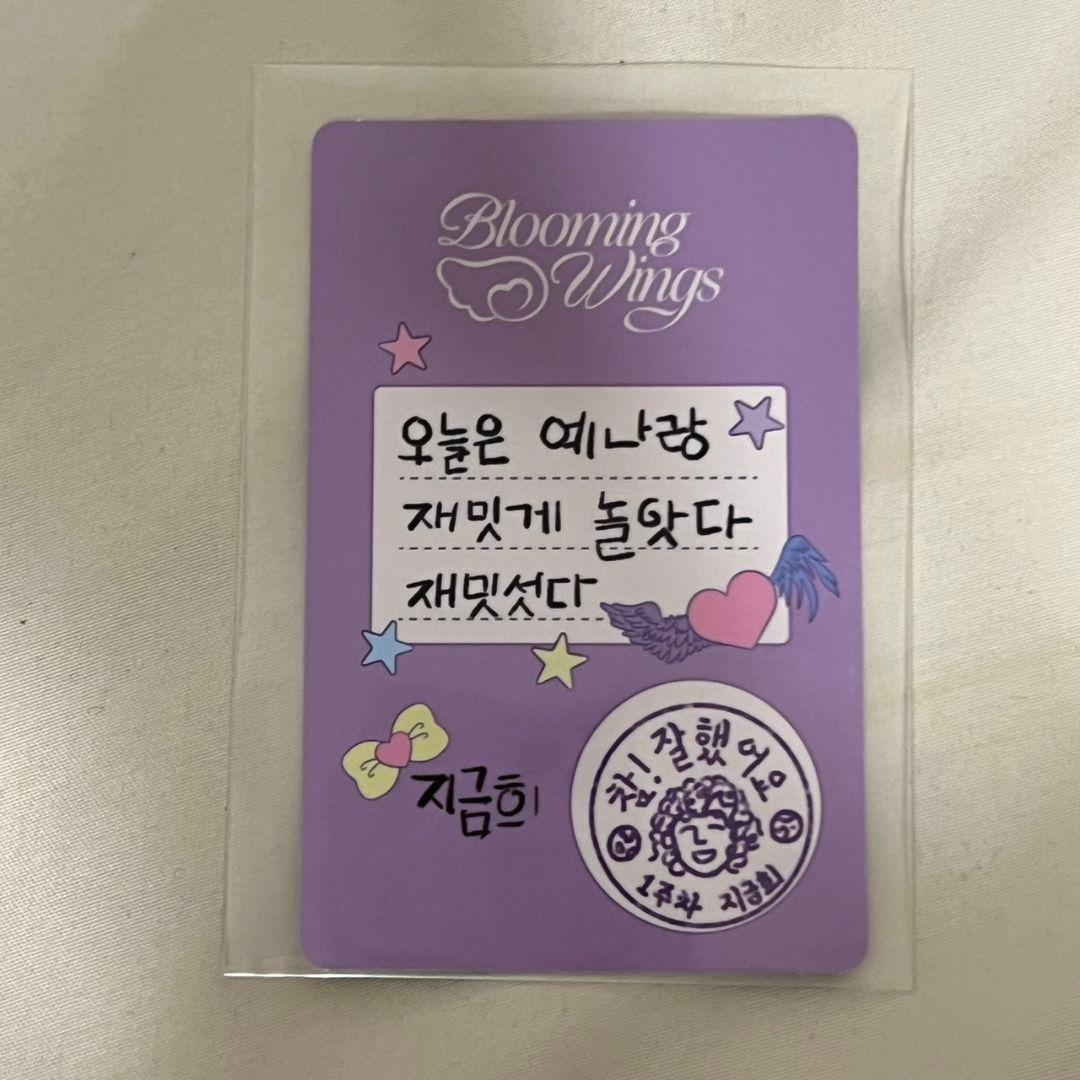 Blooming
Wings
오늘은 예나랑
재밋게 놀앗다
재밋섯다
지금희
참! 잘했어요
1주차 지금희